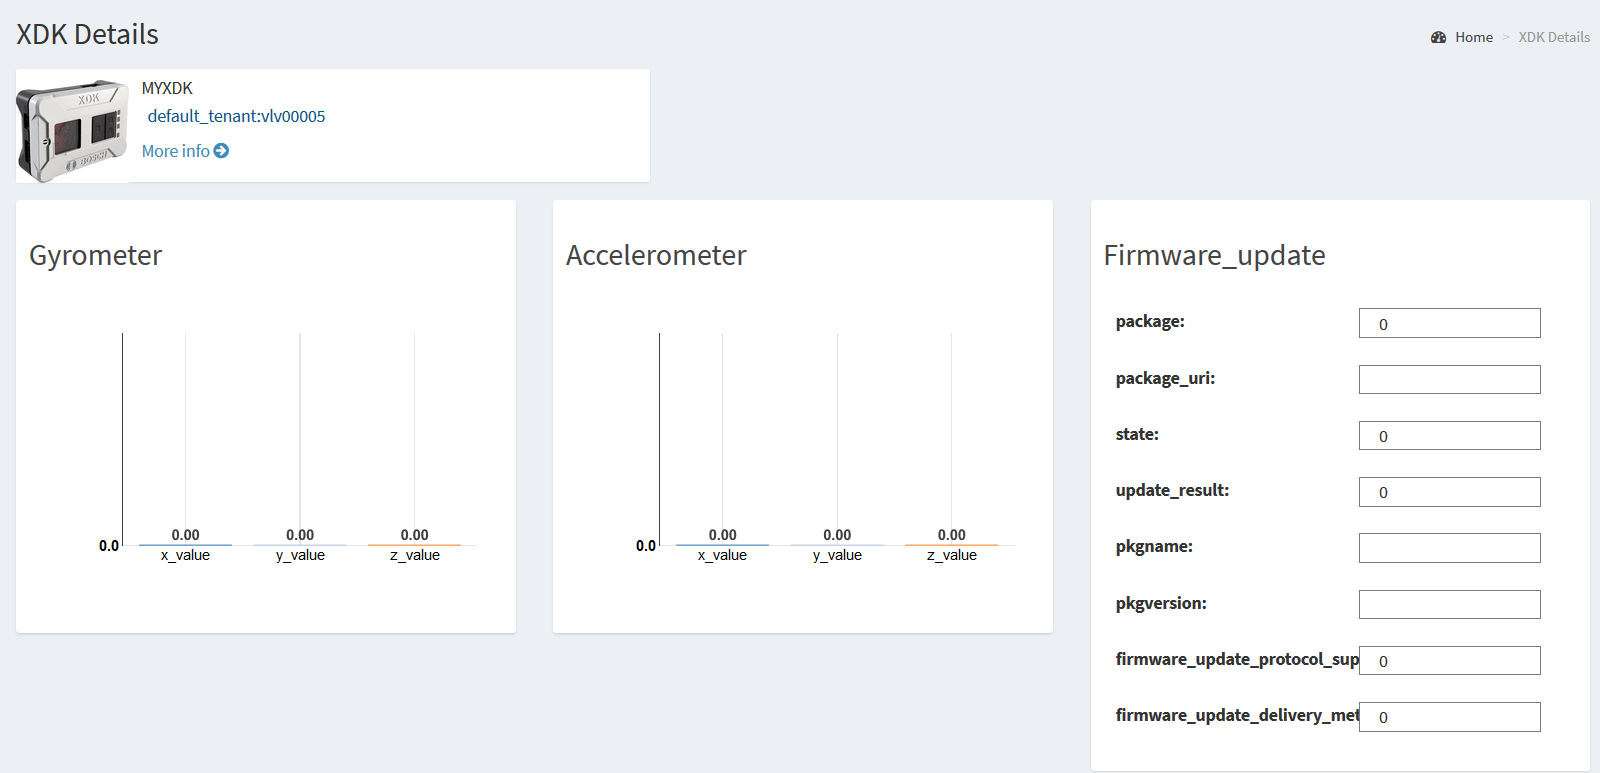 XDK Details
Home > XDK Details
XDK
BOSCH
MYXDK
default_tenant:vlv00005
More info
Gyrometer
0.0
0.00 0.00 0.00
x_value y_value z_value
Accelerometer
0.0
0.00 0.00 0.00
x_value y_value z_value
Firmware_update
package: 0
package_uri:
state: 0
update_result: 0
pkgname:
pkgversion:
firmware_update_protocol_sup 0
firmware_update_delivery_met 0